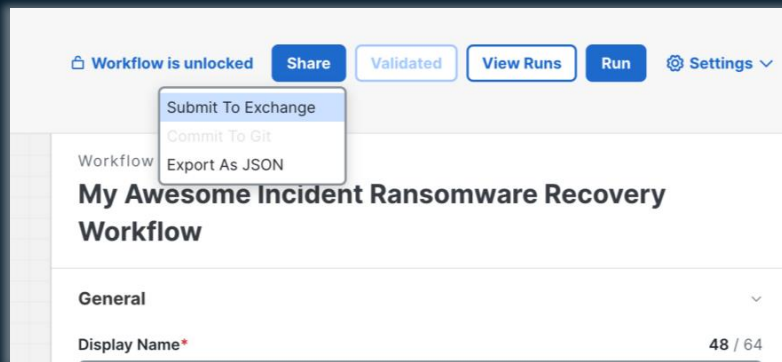 Workflow is unlocked Share Validated View Runs Run Settings
Submit To Exchange
Commit To Git
Export As JSON
Workflow
My Awesome Incident Ransomware Recovery
Workflow
General
Display Name* 48 / 64